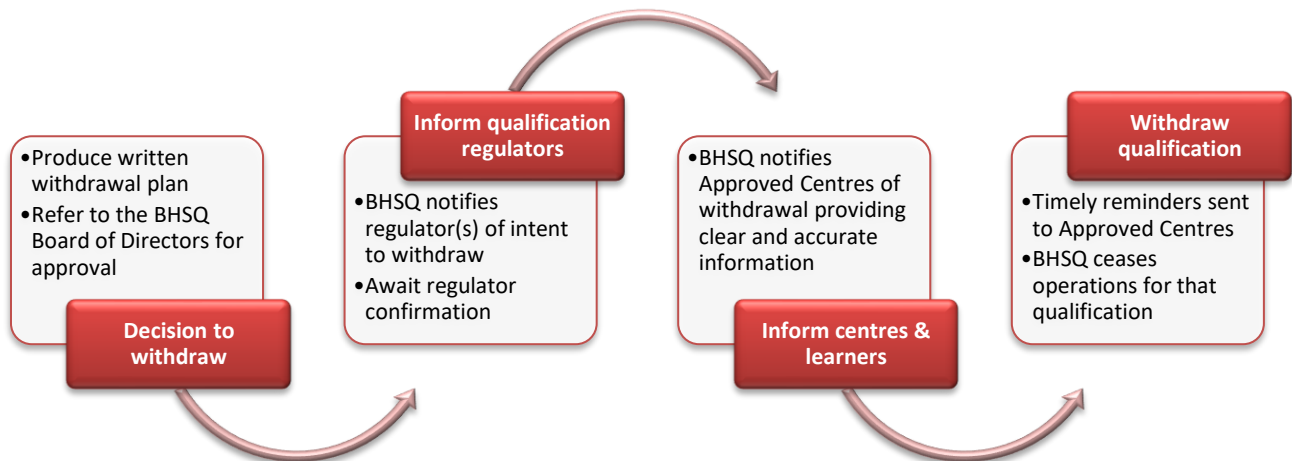 •Produce written
withdrawal plan
•Refer to the BHSQ
Board of Directors for
approval
Decision to
withdraw
Inform qualification
regulators
•BHSQ notifies
regulator(s) of intent
to withdraw
•Await regulator
confirmation
•BHSQ notifies
Approved Centres of
withdrawal providing
clear and accurate
information
Inform centres &
learners
Withdraw
qualification
•Timely reminders sent
to Approved Centres
•BHSQ ceases
operations for that
qualification